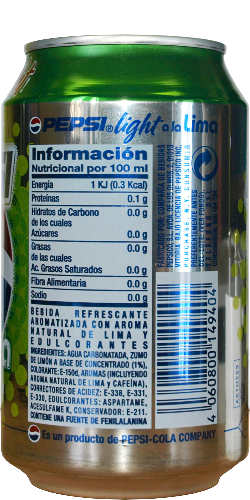 PEPSI® light a la Lima
Información
Nutricional por 100 ml
Energía 1 KJ (0.3 Kcal)
Proteínas 0.1 g
Hidratos de Carbono 0.0 g
de los cuales
Azúcares 0.0 g
Grasas 0.0 g
de las cuales
Ac. Grasos Saturados 0.0 g
Fibra Alimentaria 0.0 g
Sodio 0.0 g
BEBIDA REFRESCANTE
AROMATIZADA CON AROMA
NATURAL DE LIMA Y
EDULCORANTES
INGREDIENTES: AGUA CARBONATADA, ZUMO
DE LIMÓN A BASE DE CONCENTRADO (1%),
COLORANTE: E-150d, AROMAS (INCLUYENDO
AROMA NATURAL DE LIMA y CAFEÍNA),
CORRECTORES DE ACIDEZ: E-338, E-331,
E-330, EDULCORANTES: ASPARTAME,
ACESULFAME K, CONSERVADOR: E-211.
CONTIENE UNA FUENTE DE FENILALANINA
Es un producto de PEPSI-COLA COMPANY
4060800149404